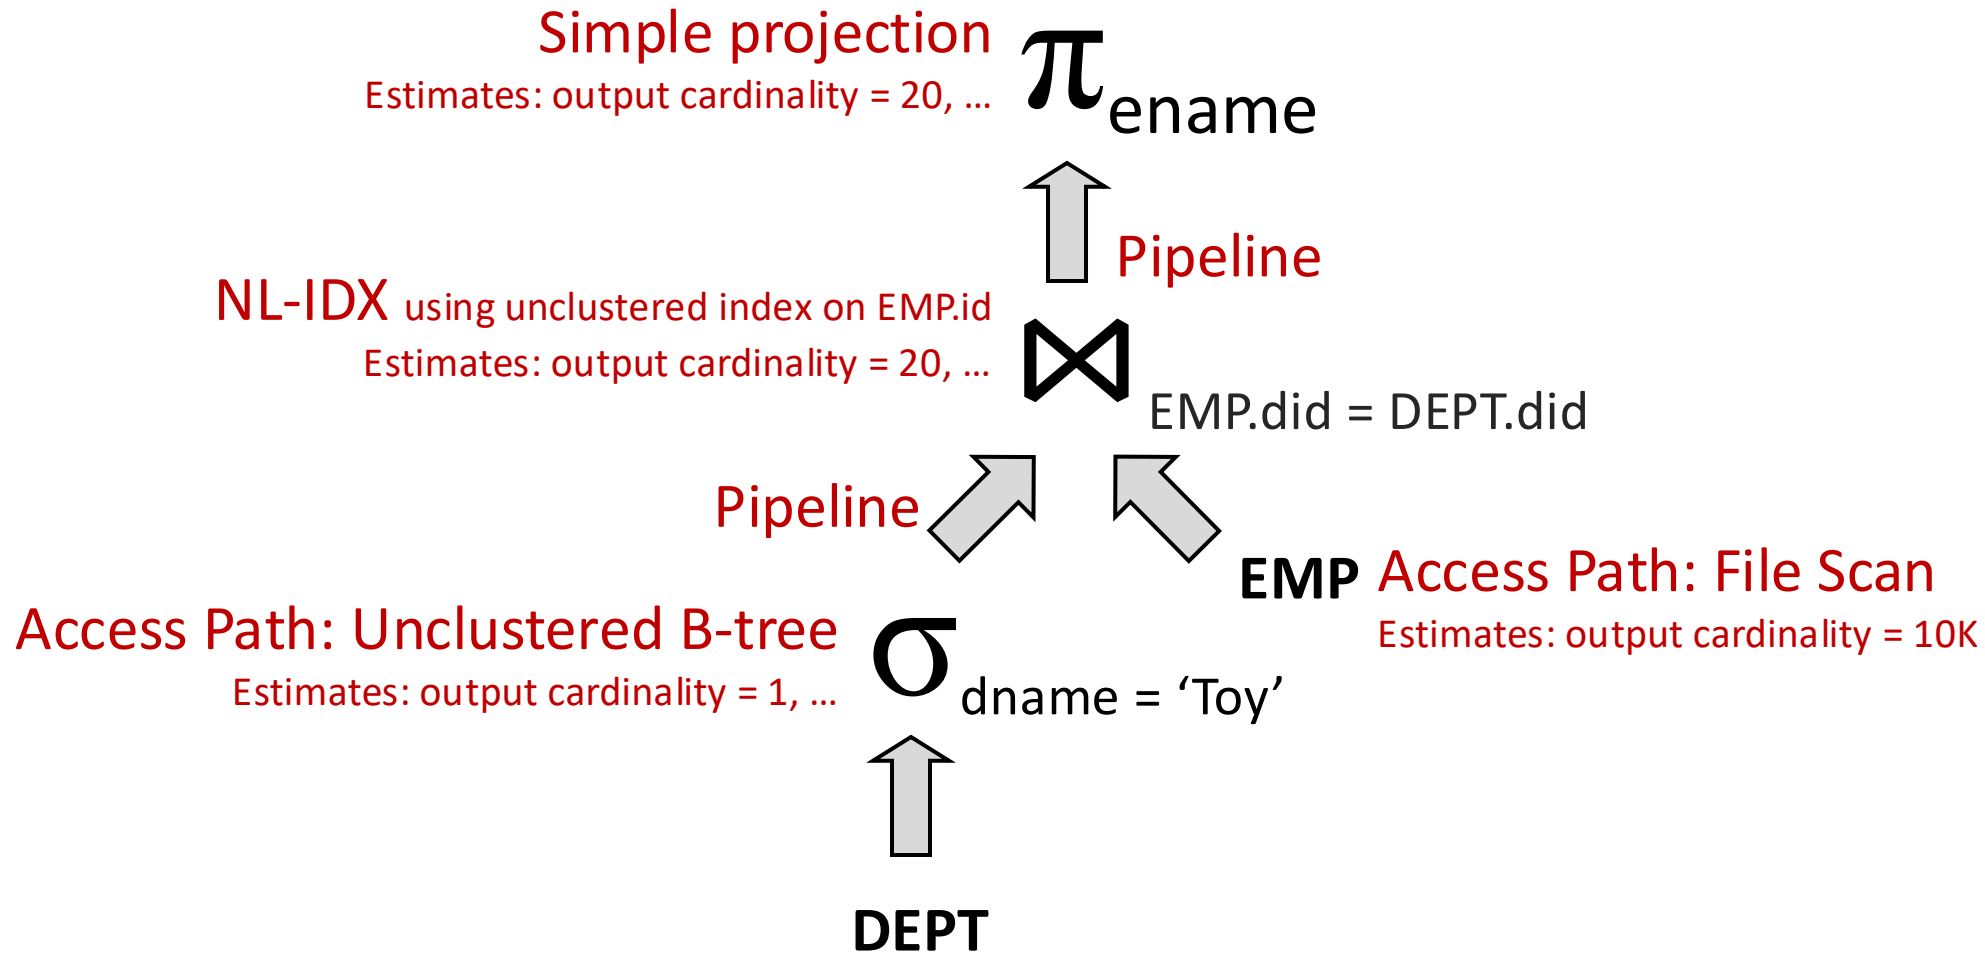 Simple projection
Estimates: output cardinality = 20, ...
π ename
Pipeline
NL-IDX using unclustered index on EMP.id
Estimates: output cardinality = 20, ...
⋈ EMP.did = DEPT.did
Pipeline
EMP Access Path: File Scan
Estimates: output cardinality = 10K
Access Path: Unclustered B-tree
Estimates: output cardinality = 1, ...
σ dname = ‘Toy’
DEPT